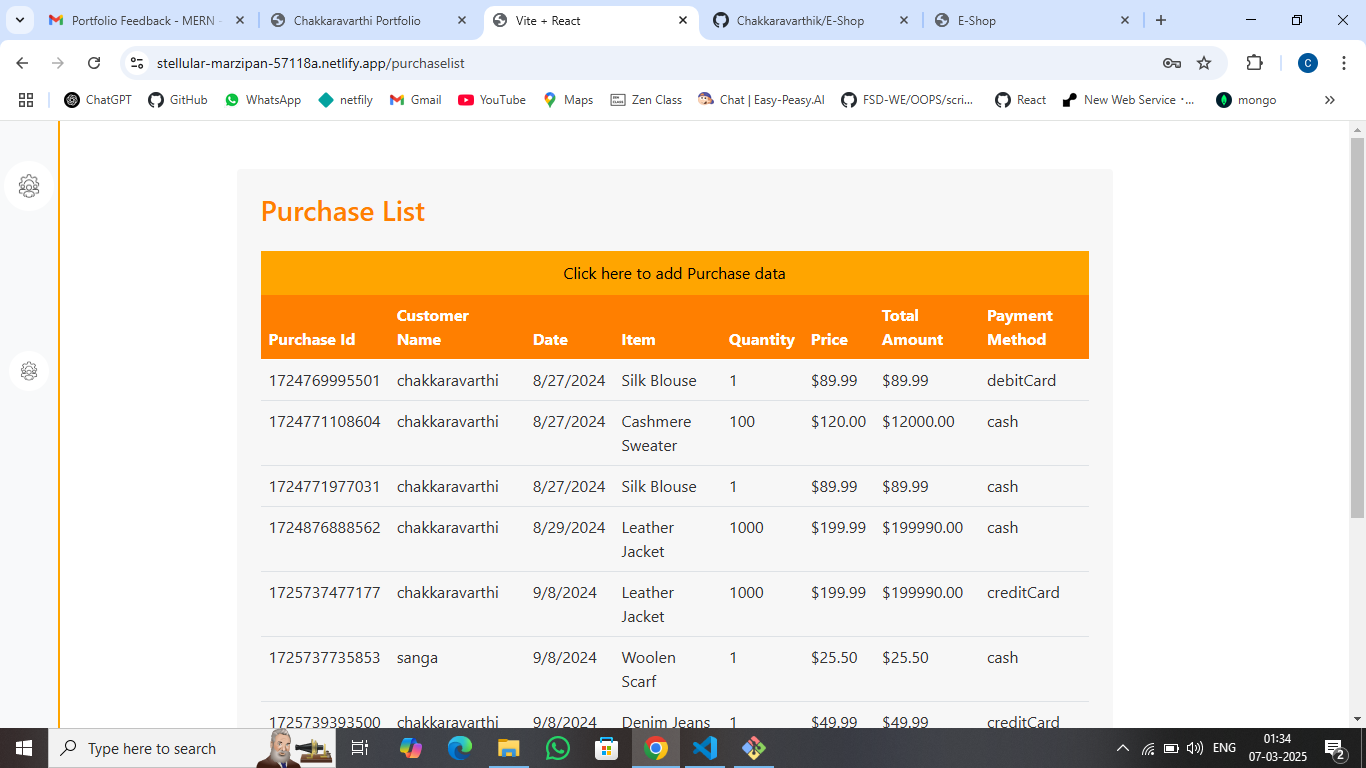 Portfolio Feedback - MERN
Chakkaravarthi Portfolio
Vite + React
Chakkaravarthik/E-Shop
E-Shop
stellular-marzipan-57118a.netlify.app/purchaselist
C
ChatGPT
GitHub
WhatsApp
netfily
Gmail
YouTube
Maps
Zen Class
Chat | Easy-Peasy.AI
FSD-WE/OOPS/scri...
React
New Web Service · ...
mongo
Purchase List
Click here to add Purchase data
Purchase Id Customer Name Date Item Quantity Price Total Amount Payment Method
1724769995501 chakkaravarthi 8/27/2024 Silk Blouse 1 $89.99 $89.99 debitCard
1724771108604 chakkaravarthi 8/27/2024 Cashmere Sweater 100 $120.00 $12000.00 cash
1724771977031 chakkaravarthi 8/27/2024 Silk Blouse 1 $89.99 $89.99 cash
1724876888562 chakkaravarthi 8/29/2024 Leather Jacket 1000 $199.99 $199990.00 cash
1725737477177 chakkaravarthi 9/8/2024 Leather Jacket 1000 $199.99 $199990.00 creditCard
1725737735853 sanga 9/8/2024 Woolen Scarf 1 $25.50 $25.50 cash
1725739393500 chakkaravarthi 9/8/2024 Denim Jeans 1 $49.99 $49.99 creditCard
Type here to search
ENG
01:34
07-03-2025
2